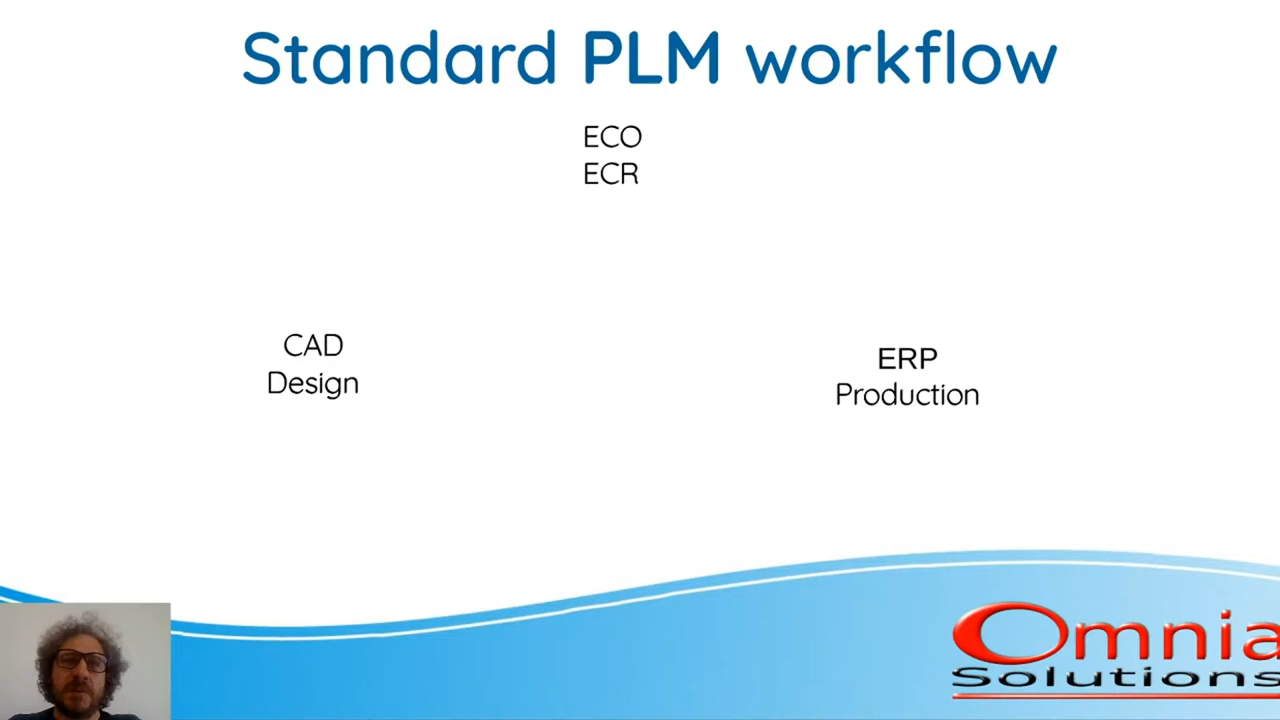 Standard PLM workflow
ECO
ECR
CAD
Design
ERP
Production
Omnia
Solutions